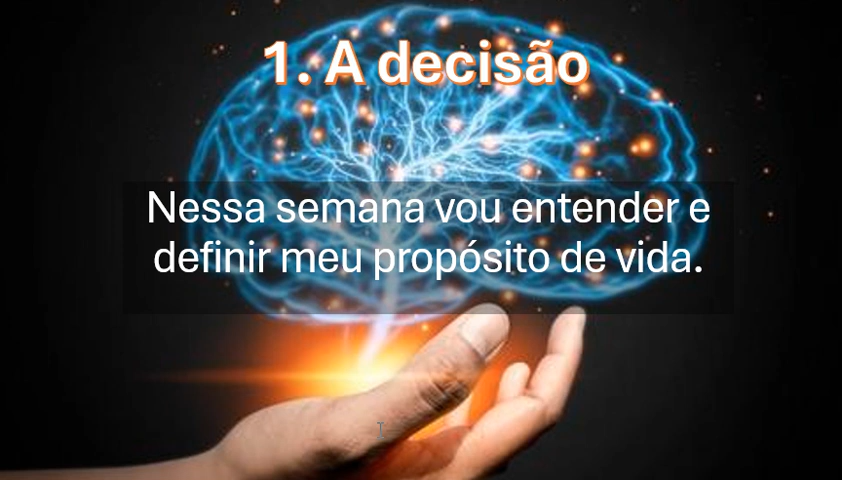 1. A decisão
Nessa semana vou entender e
definir meu propósito de vida.